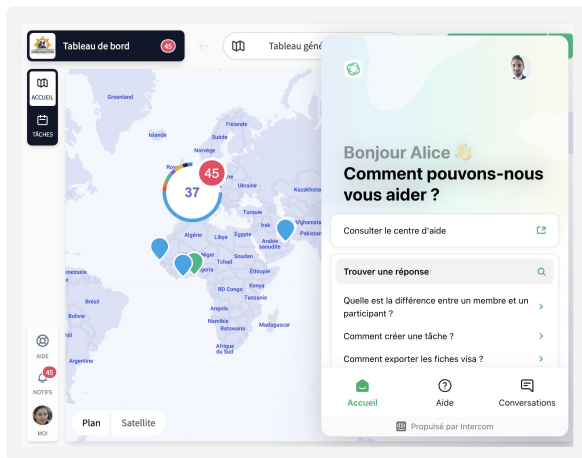 Tableau de bord
45
Tableau géné
ACCUEIL
TÂCHES
Groenland
Islande
Finlande
Suède
Norvège
45
37
Ukraine
Kazakhstan
Turquie
Irak
Afghanista
Pakistan
Algérie
Libye
Égypte
Arabie
saoudite
Niger
Tchad
Soudan
Éthiopie
RD Congo
Kenya
Tanzanie
Angola
Namibie
Botswana
Madagascar
Afrique
du Sud
nezuela
Brésil
Bolivie
Argentine
AIDE
45
NOTIFS
MOI
Plan
Satellite
Bonjour Alice 👋
Comment pouvons-nous
vous aider ?
Consulter le centre d'aide
Trouver une réponse
Quelle est la différence entre un membre et un
participant ?
Comment créer une tâche ?
Comment exporter les fiches visa ?
Accueil
Aide
Conversations
Propulsé par Intercom